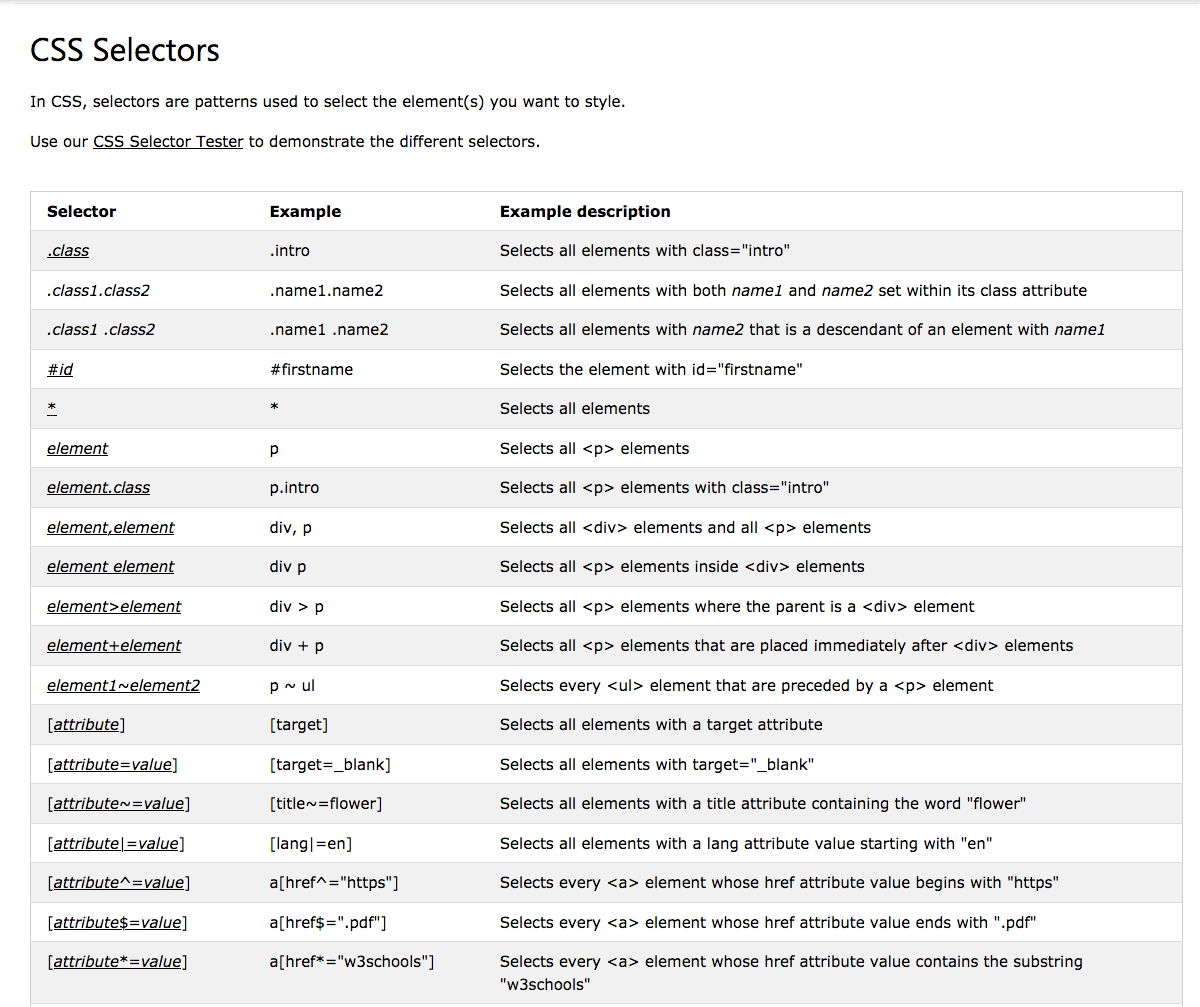 CSS Selectors
In CSS, selectors are patterns used to select the element(s) you want to style.
Use our CSS Selector Tester to demonstrate the different selectors.
Selector Example Example description
.class .intro Selects all elements with class="intro"
.class1.class2 .name1.name2 Selects all elements with both name1 and name2 set within its class attribute
.class1 .class2 .name1 .name2 Selects all elements with name2 that is a descendant of an element with name1
#id #firstname Selects the element with id="firstname"
* * Selects all elements
element p Selects all <p> elements
element.class p.intro Selects all <p> elements with class="intro"
element,element div, p Selects all <div> elements and all <p> elements
element element div p Selects all <p> elements inside <div> elements
element>element div > p Selects all <p> elements where the parent is a <div> element
element+element div + p Selects all <p> elements that are placed immediately after <div> elements
element1~element2 p ~ ul Selects every <ul> element that are preceded by a <p> element
[attribute] [target] Selects all elements with a target attribute
[attribute=value] [target=_blank] Selects all elements with target="_blank"
[attribute~=value] [title~=flower] Selects all elements with a title attribute containing the word "flower"
[attribute|=value] [lang|=en] Selects all elements with a lang attribute value starting with "en"
[attribute^=value] a[href^="https"] Selects every <a> element whose href attribute value begins with "https"
[attribute$=value] a[href$=".pdf"] Selects every <a> element whose href attribute value ends with ".pdf"
[attribute*=value] a[href*="w3schools"] Selects every <a> element whose href attribute value contains the substring
"w3schools"